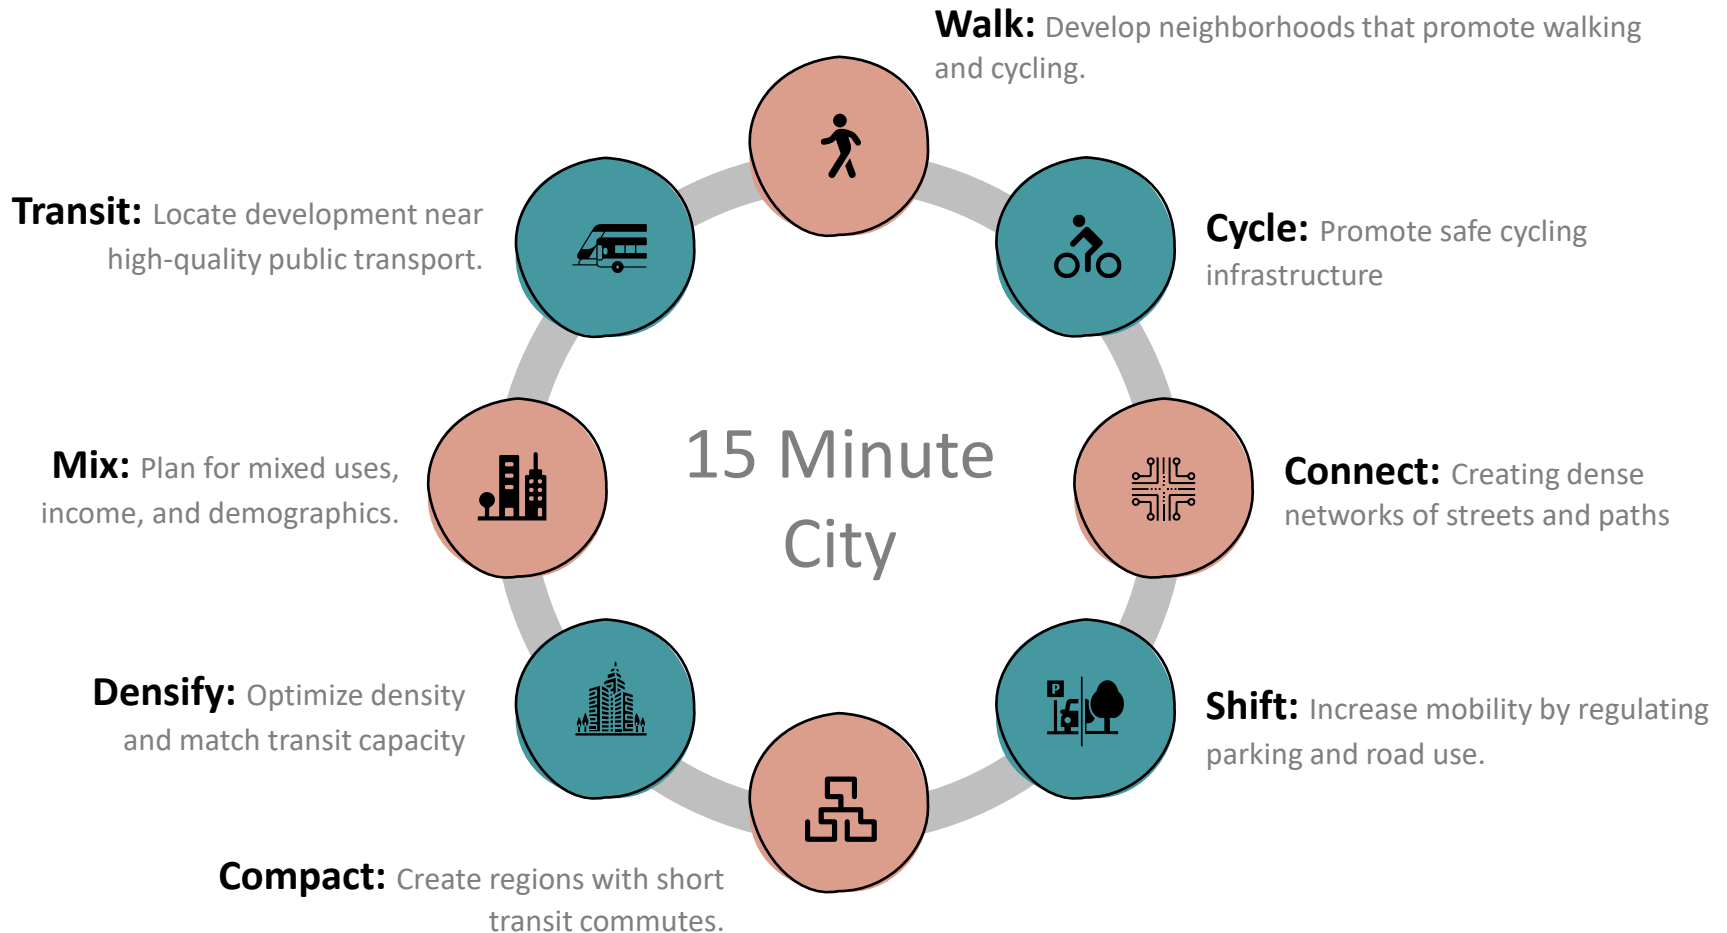 Walk: Develop neighborhoods that promote walking
and cycling.
Transit: Locate development near
high-quality public transport.
Cycle: Promote safe cycling
infrastructure
15 Minute
City
Mix: Plan for mixed uses,
income, and demographics.
Connect: Creating dense
networks of streets and paths
Densify: Optimize density
and match transit capacity
P
Shift: Increase mobility by regulating
parking and road use.
Compact: Create regions with short
transit commutes.